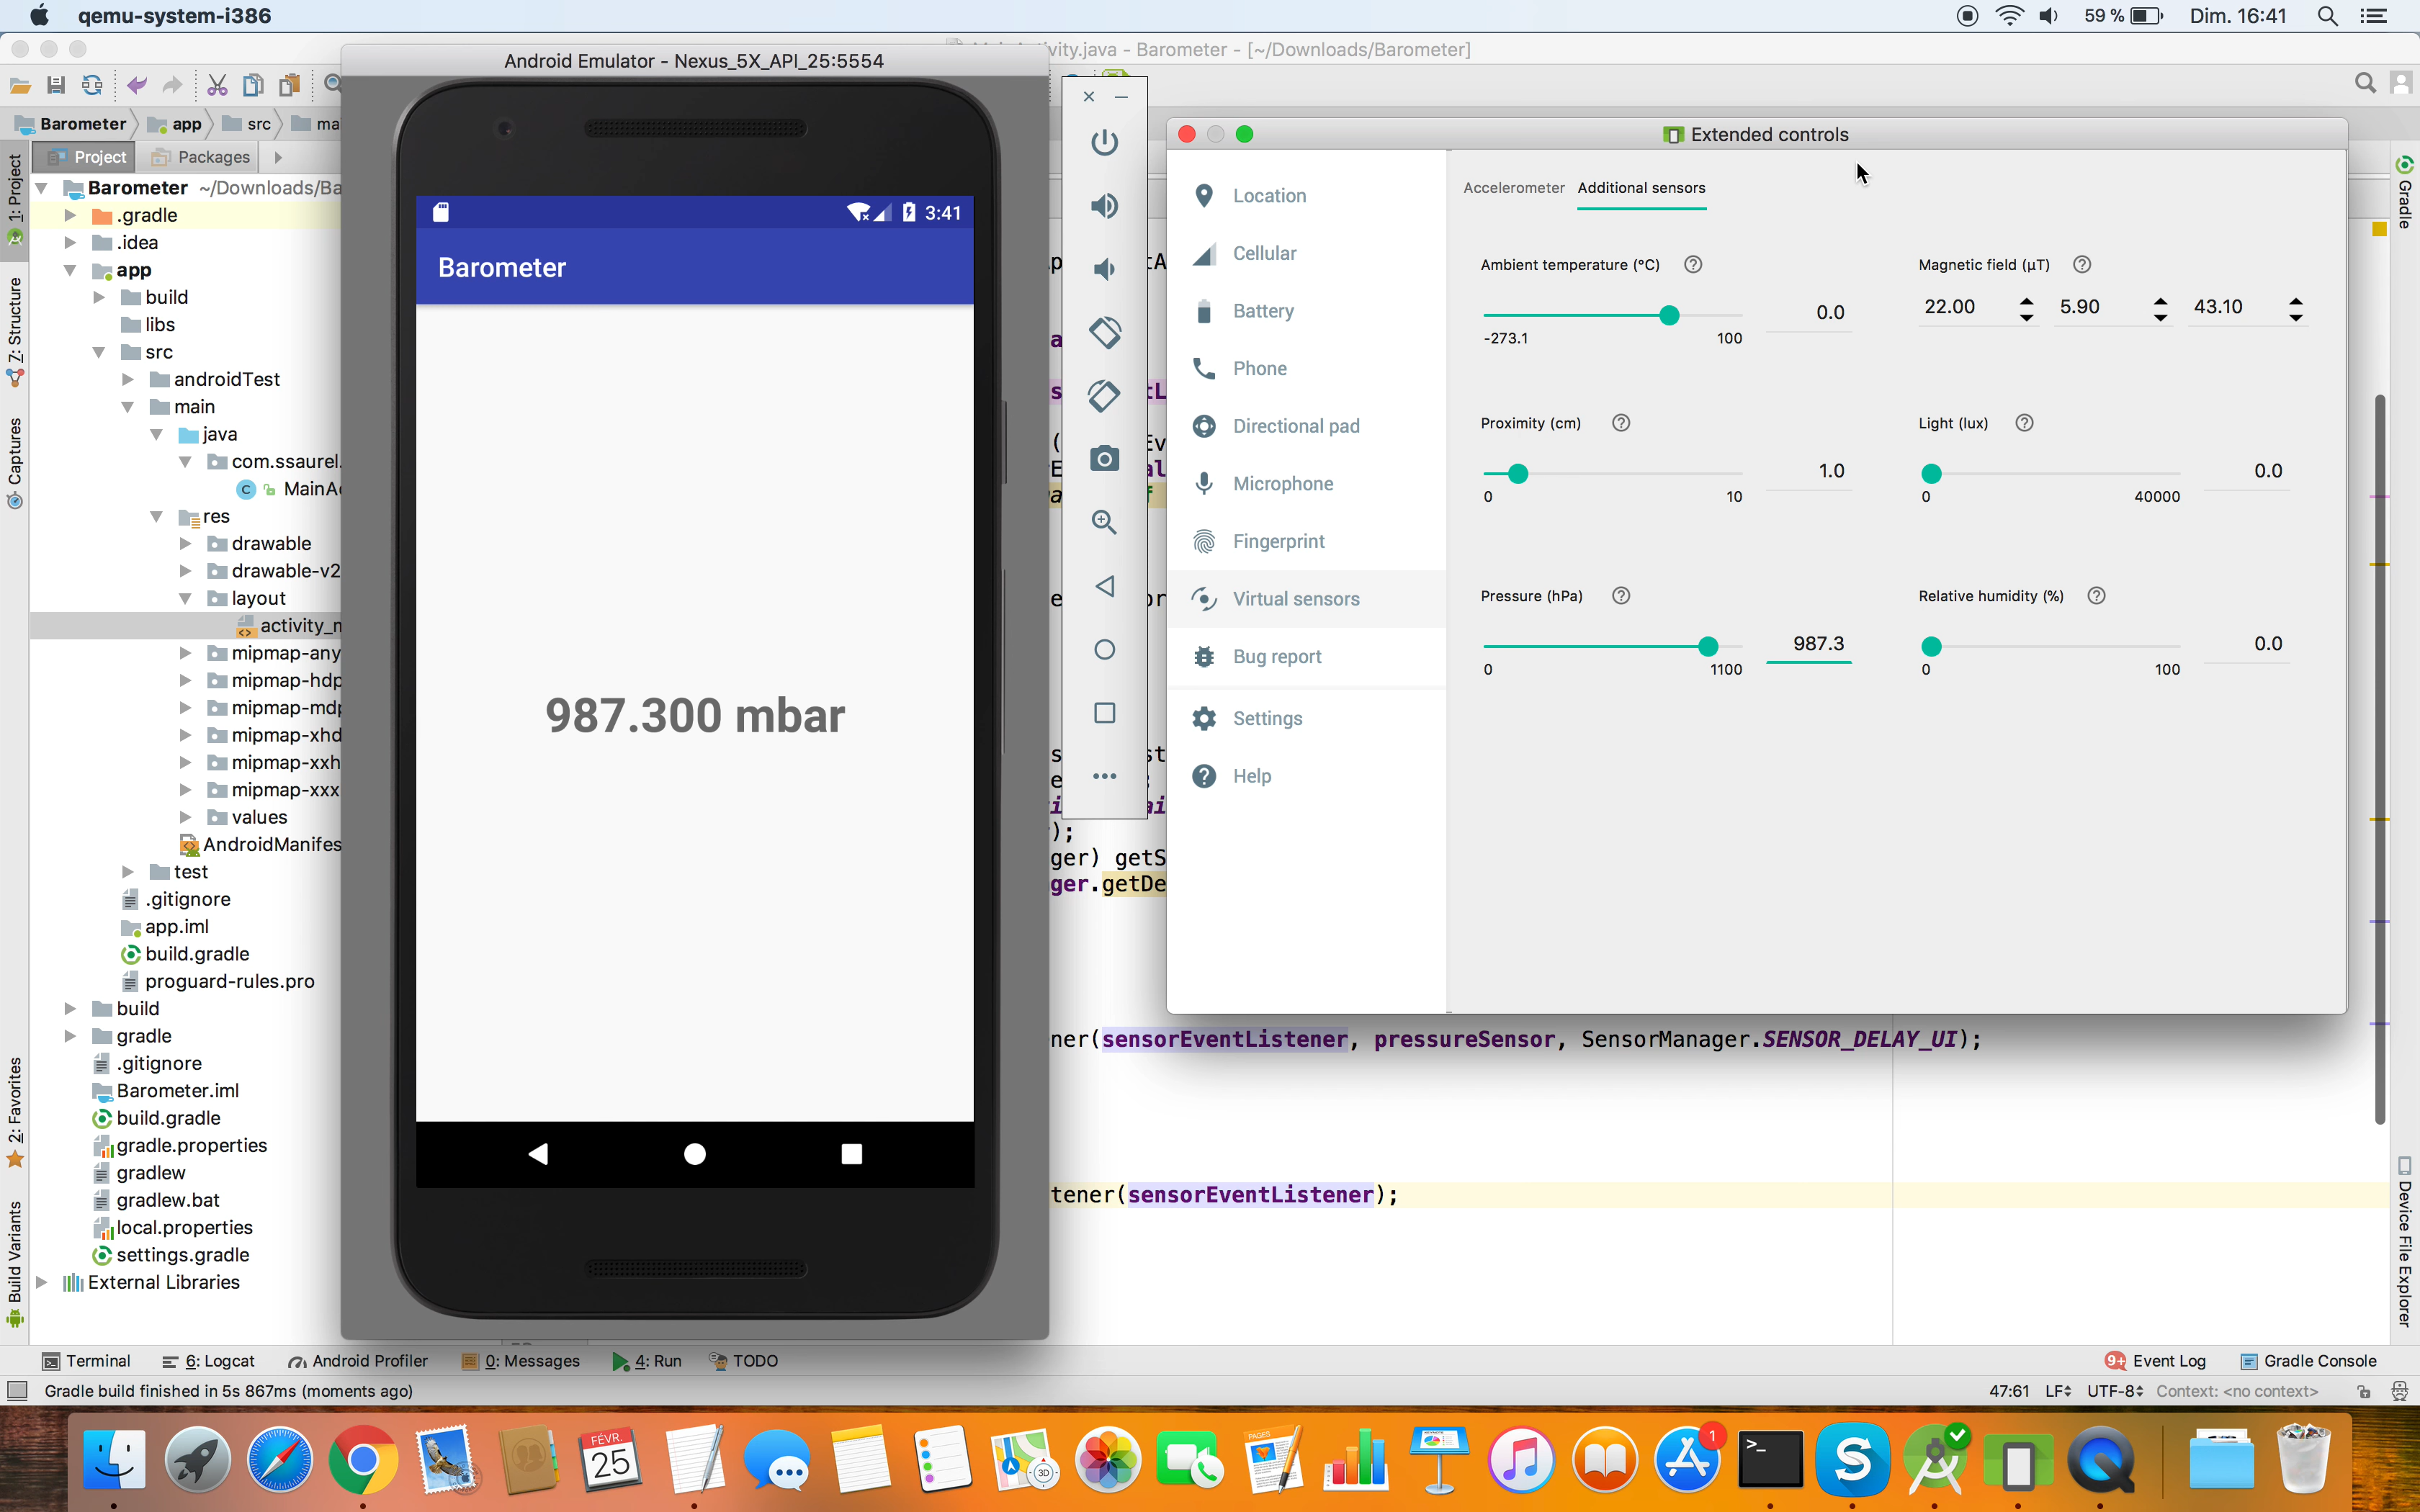 qemu-system-i386
59 %
Dim. 16:41
Activity.java - Barometer - [~/Downloads/Barometer]
Android Emulator - Nexus_5X_API_25:5554
Barometer
app
src
Project
Packages
1: Project
7: Structure
Captures
2: Favorites
Build Variants
Barometer ~/Downloads/Ba
.gradle
.idea
app
build
libs
src
androidTest
main
java
com.ssaurel.
MainA
res
drawable
drawable-v2
layout
activity_m
mipmap-any
mipmap-hdp
mipmap-mdp
mipmap-xhd
mipmap-xxh
mipmap-xxx
values
AndroidManifes
test
.gitignore
app.iml
build.gradle
proguard-rules.pro
build
gradle
.gitignore
Barometer.iml
build.gradle
gradle.properties
gradlew
gradlew.bat
local.properties
settings.gradle
External Libraries
3:41
Barometer
987.300 mbar
Extended controls
Location
Cellular
Battery
Phone
Directional pad
Microphone
Fingerprint
Virtual sensors
Bug report
Settings
Help
Accelerometer
Additional sensors
Ambient temperature (°C)
0.0
-273.1
100
Magnetic field (µT)
22.00
5.90
43.10
Proximity (cm)
1.0
0
10
Light (lux)
0.0
0
40000
Pressure (hPa)
987.3
0
1100
Relative humidity (%)
0.0
0
100
);
ger) getS
ger.getDe
ner(sensorEventListener, pressureSensor, SensorManager.SENSOR_DELAY_UI);
tener(sensorEventListener);
Gradle
Device File Explorer
Terminal
6: Logcat
Android Profiler
0: Messages
4: Run
TODO
9+ Event Log
Gradle Console
Gradle build finished in 5s 867ms (moments ago)
47:61
LF
UTF-8
Context: <no context>
FÉVR.
25
3D
PAGES
1
>_